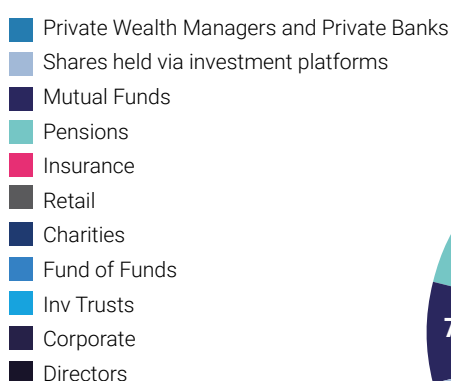 Private Wealth Managers and Private Banks
Shares held via investment platforms
Mutual Funds
Pensions
Insurance
Retail
Charities
Fund of Funds
Inv Trusts
Corporate
Directors
7